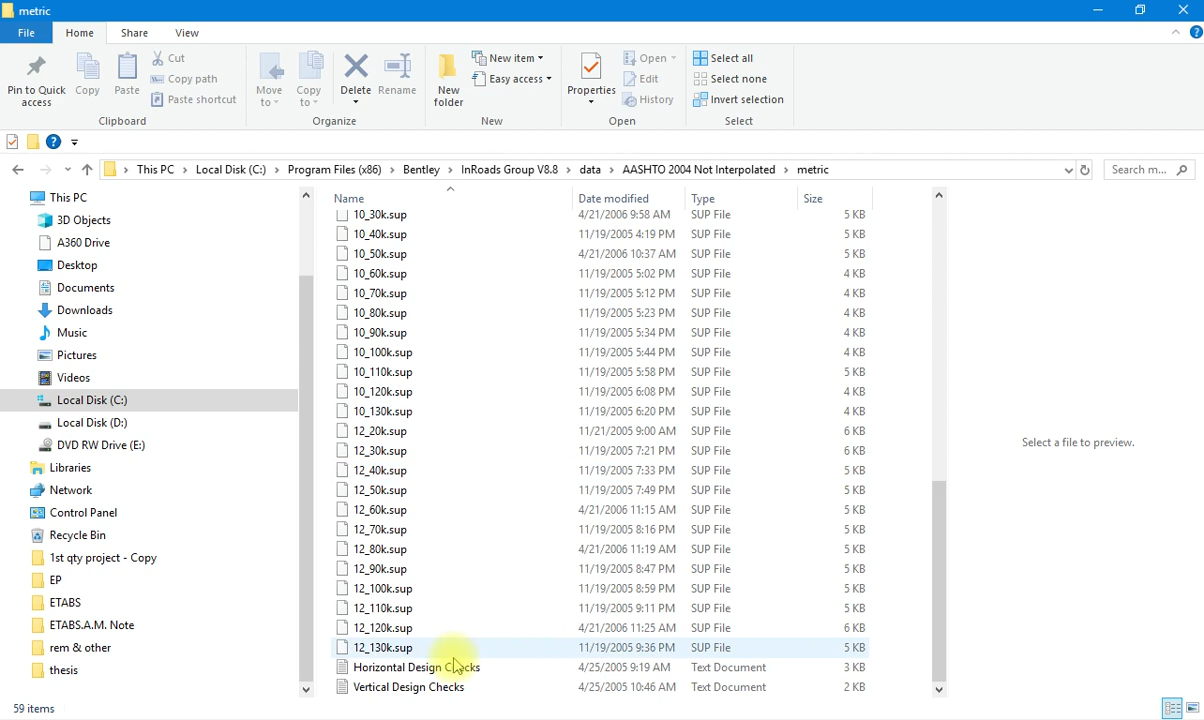 metric
File Home Share View
Pin to Quick access
Copy
Paste
Cut
Copy path
Paste shortcut
Clipboard
Move to
Copy to
Delete
Rename
Organize
New folder
New item
Easy access
New
Properties
Open
Edit
History
Open
Select all
Select none
Invert selection
Select
This PC › Local Disk (C:) › Program Files (x86) › Bentley › InRoads Group V8.8 › data › AASHTO 2004 Not Interpolated › metric
Search m...
This PC
3D Objects
A360 Drive
Desktop
Documents
Downloads
Music
Pictures
Videos
Local Disk (C:)
Local Disk (D:)
DVD RW Drive (E:)
Libraries
Network
Control Panel
Recycle Bin
1st qty project - Copy
EP
ETABS
ETABS.A.M. Note
rem & other
thesis
Name Date modified Type Size
10_30k.sup 4/21/2006 9:58 AM SUP File 5 KB
10_40k.sup 11/19/2005 4:19 PM SUP File 5 KB
10_50k.sup 4/21/2006 10:37 AM SUP File 5 KB
10_60k.sup 11/19/2005 5:02 PM SUP File 4 KB
10_70k.sup 11/19/2005 5:12 PM SUP File 4 KB
10_80k.sup 11/19/2005 5:23 PM SUP File 4 KB
10_90k.sup 11/19/2005 5:34 PM SUP File 4 KB
10_100k.sup 11/19/2005 5:44 PM SUP File 4 KB
10_110k.sup 11/19/2005 5:58 PM SUP File 5 KB
10_120k.sup 11/19/2005 6:08 PM SUP File 4 KB
10_130k.sup 11/19/2005 6:20 PM SUP File 4 KB
12_20k.sup 11/21/2005 9:00 AM SUP File 6 KB
12_30k.sup 11/19/2005 7:21 PM SUP File 6 KB
12_40k.sup 11/19/2005 7:33 PM SUP File 5 KB
12_50k.sup 11/19/2005 7:49 PM SUP File 5 KB
12_60k.sup 4/21/2006 11:15 AM SUP File 5 KB
12_70k.sup 11/19/2005 8:16 PM SUP File 5 KB
12_80k.sup 4/21/2006 11:19 AM SUP File 5 KB
12_90k.sup 11/19/2005 8:47 PM SUP File 5 KB
12_100k.sup 11/19/2005 8:59 PM SUP File 5 KB
12_110k.sup 11/19/2005 9:11 PM SUP File 5 KB
12_120k.sup 4/21/2006 11:25 AM SUP File 6 KB
12_130k.sup 11/19/2005 9:36 PM SUP File 5 KB
Horizontal Design Checks 4/25/2005 9:19 AM Text Document 3 KB
Vertical Design Checks 4/25/2005 10:46 AM Text Document 2 KB
Select a file to preview.
59 items